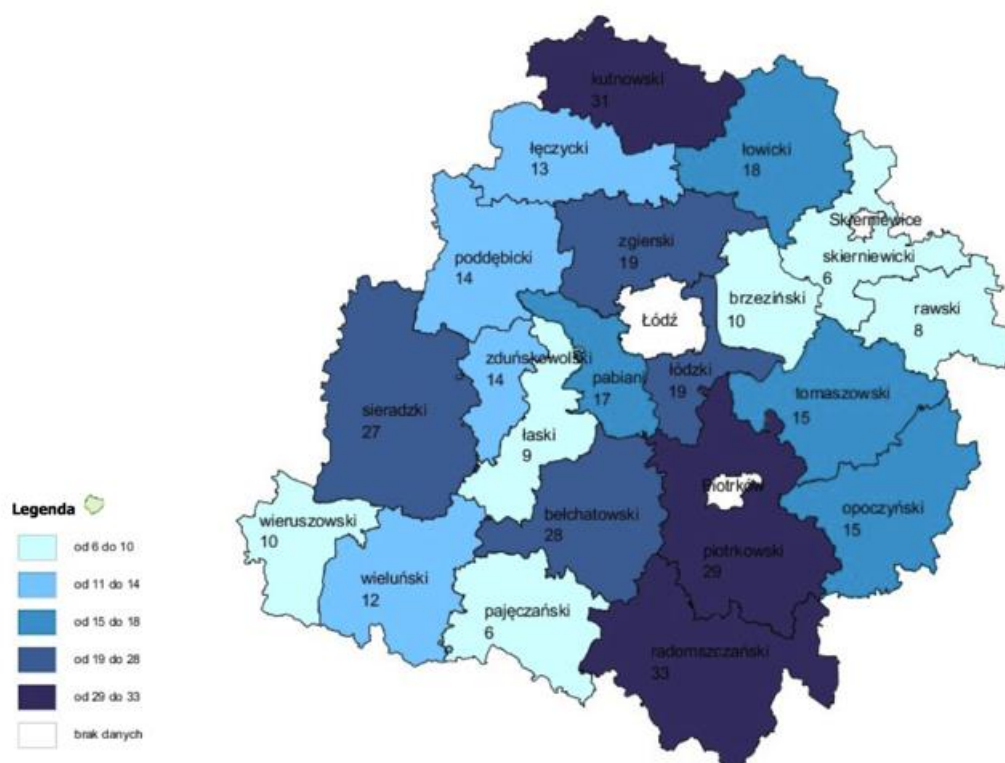 kutnowski
31
łęczycki
13
łowicki
18
Skierniewice
skierniewicki
6
zgierski
19
poddębicki
14
brzeziński
10
rawski
8
Łódź
zduńskowolski
14
pabiani
17
łódzki
19
tomaszowski
15
sieradzki
27
łaski
9
Piotrków
opoczyński
15
bełchatowski
28
wieruszowski
10
piotrkowski
29
wieluński
12
pajęczański
6
radomszczański
33
Legenda
od 6 do 10
od 11 do 14
od 15 do 18
od 19 do 28
od 29 do 33
brak danych